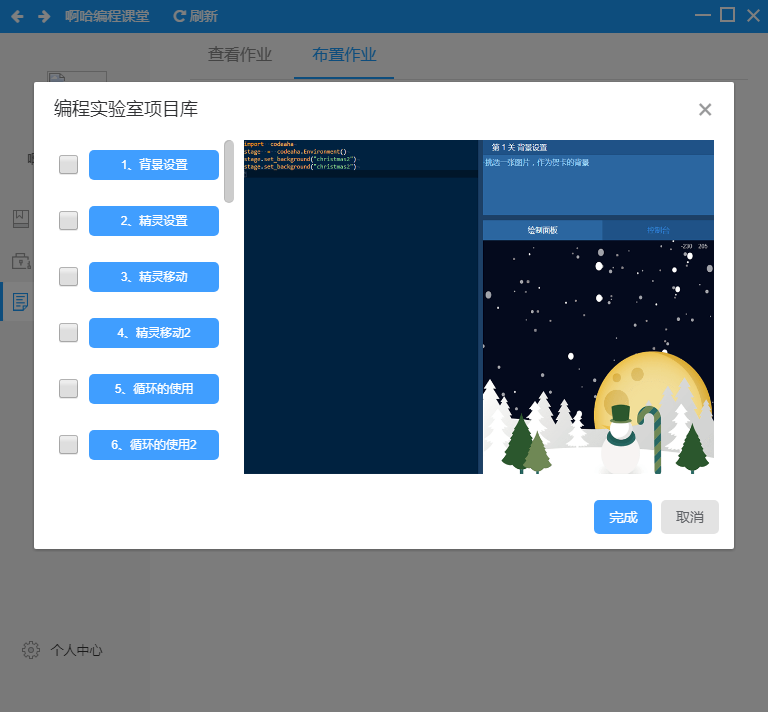 啊哈编程课堂
刷新
查看作业
布置作业
编程实验室项目库
1、背景设置
2、精灵设置
3、精灵移动
4、精灵移动2
5、循环的使用
6、循环的使用2
import codeaha
stage = codeaha.Environment()
stage.set_background("christmas2")
stage.set_background("christmas2")
第 1 关 背景设置
挑选一张图片，作为贺卡的背景
绘制面板
控制台
-230 205
完成
取消
个人中心